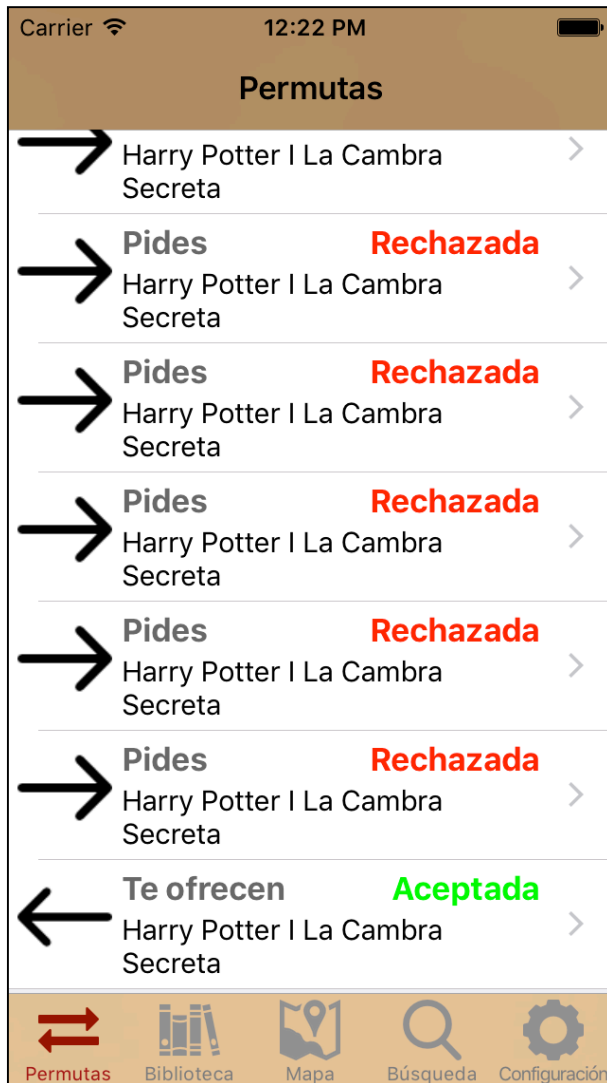 Carrier 12:22 PM
Permutas
Harry Potter I La Cambra
Secreta
Pides Rechazada
Harry Potter I La Cambra
Secreta
Pides Rechazada
Harry Potter I La Cambra
Secreta
Pides Rechazada
Harry Potter I La Cambra
Secreta
Pides Rechazada
Harry Potter I La Cambra
Secreta
Pides Rechazada
Harry Potter I La Cambra
Secreta
Te ofrecen Aceptada
Harry Potter I La Cambra
Secreta
Permutas Biblioteca Mapa Búsqueda Configuración